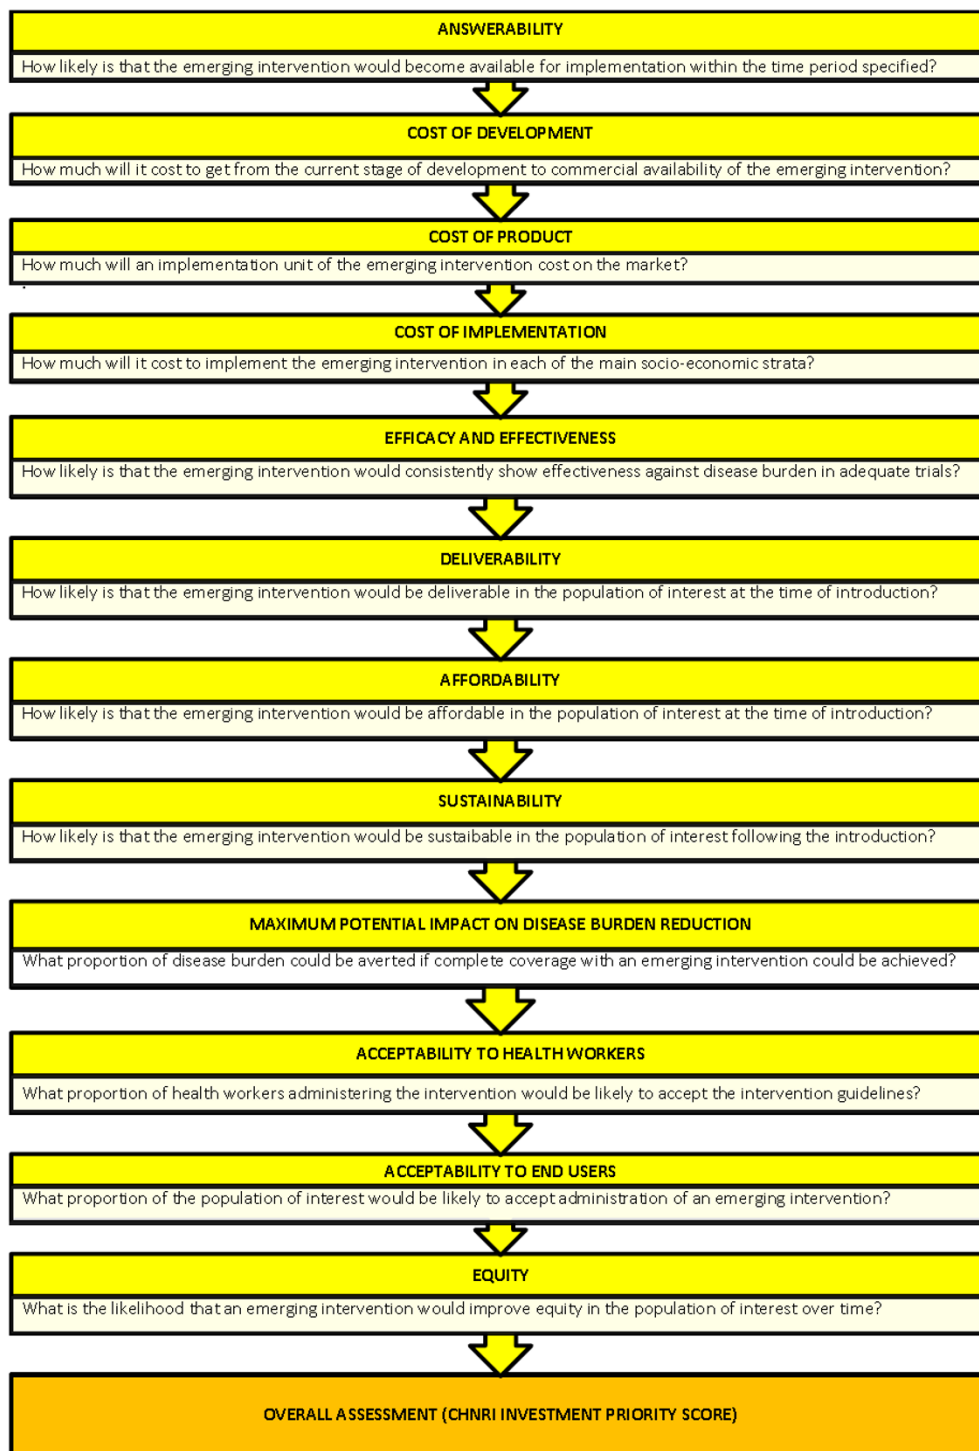 ANSWERABILITY
How likely is that the emerging intervention would become available for implementation within the time period specified?
COST OF DEVELOPMENT
How much will it cost to get from the current stage of development to commercial availability of the emerging intervention?
COST OF PRODUCT
How much will an implementation unit of the emerging intervention cost on the market?
.
COST OF IMPLEMENTATION
How much will it cost to implement the emerging intervention in each of the main socio-economic strata?
EFFICACY AND EFFECTIVENESS
How likely is that the emerging intervention would consistently show effectiveness against disease burden in adequate trials?
DELIVERABILITY
How likely is that the emerging intervention would be deliverable in the population of interest at the time of introduction?
AFFORDABILITY
How likely is that the emerging intervention would be affordable in the population of interest at the time of introduction?
SUSTAINABILITY
How likely is that the emerging intervention would be sustaibable in the population of interest following the introduction?
MAXIMUM POTENTIAL IMPACT ON DISEASE BURDEN REDUCTION
What proportion of disease burden could be averted if complete coverage with an emerging intervention could be achieved?
ACCEPTABILITY TO HEALTH WORKERS
What proportion of health workers administering the intervention would be likely to accept the intervention guidelines?
ACCEPTABILITY TO END USERS
What proportion of the population of interest would be likely to accept administration of an emerging intervention?
EQUITY
What is the likelihood that an emerging intervention would improve equity in the population of interest over time?
OVERALL ASSESSMENT (CHNRI INVESTMENT PRIORITY SCORE)